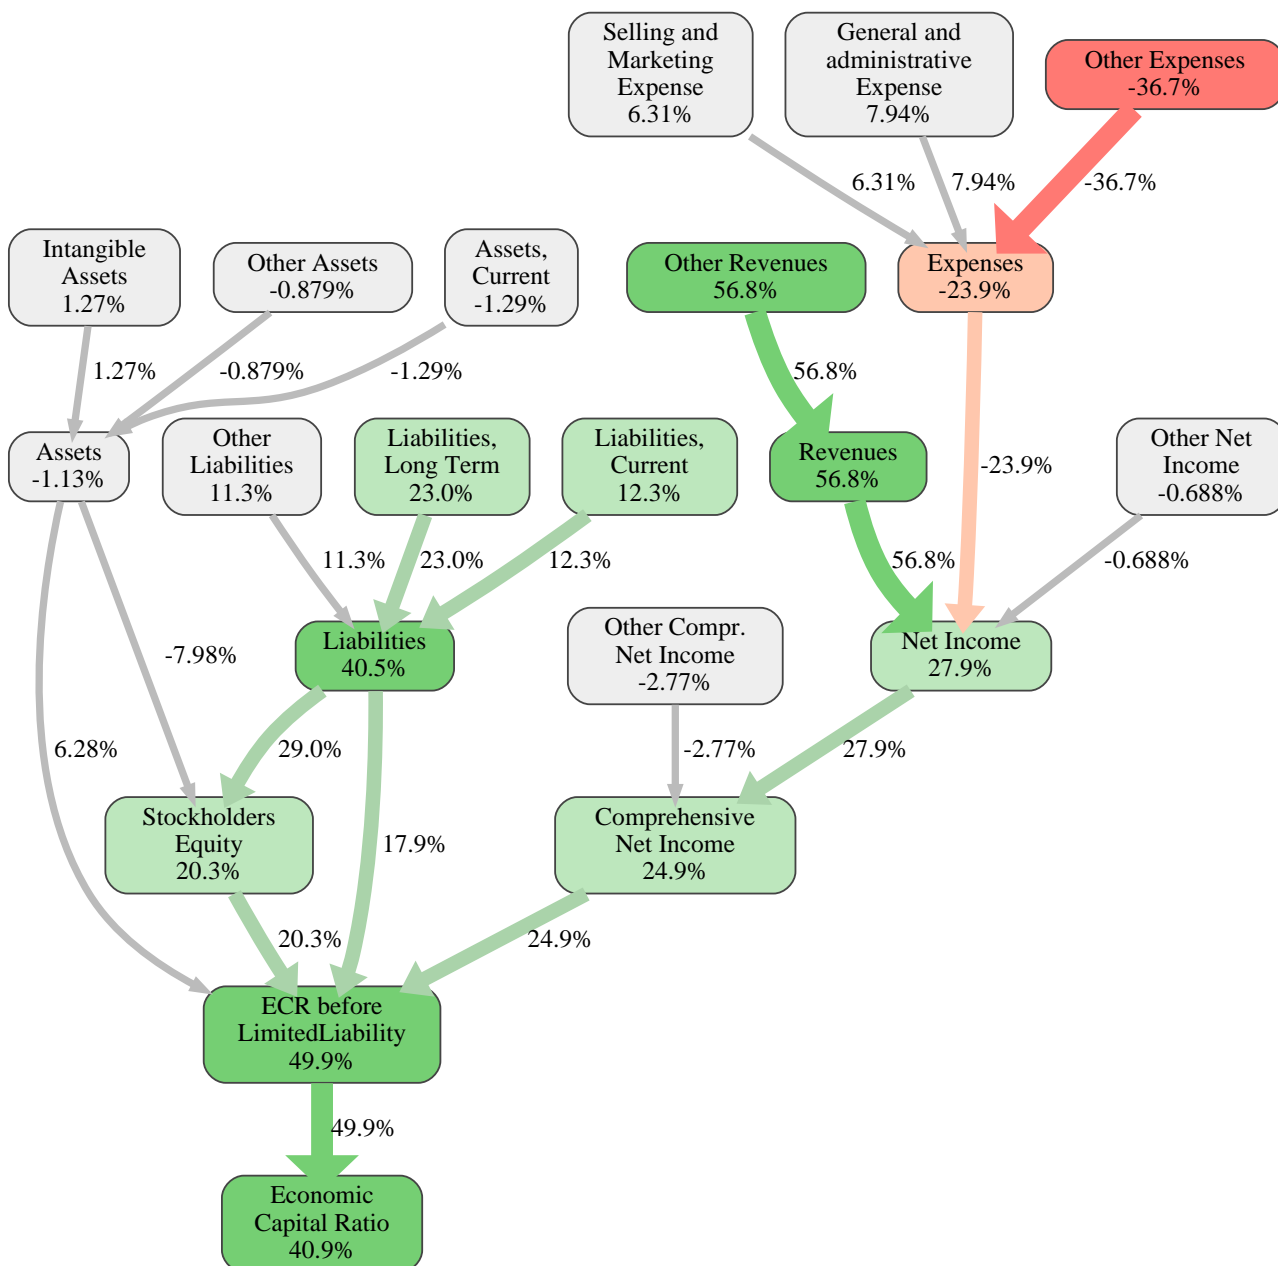 Selling and
Marketing
Expense
6.31%
General and
administrative
Expense
7.94%
Other Expenses
-36.7%
6.31%
7.94%
-36.7%
Intangible
Assets
1.27%
Other Assets
-0.879%
Assets,
Current
-1.29%
Other Revenues
56.8%
Expenses
-23.9%
1.27%
-0.879%
-1.29%
56.8%
Assets
-1.13%
Other
Liabilities
11.3%
Liabilities,
Long Term
23.0%
Liabilities,
Current
12.3%
Revenues
56.8%
-23.9%
Other Net
Income
-0.688%
11.3%
23.0%
12.3%
56.8%
-0.688%
-7.98%
Liabilities
40.5%
Other Compr.
Net Income
-2.77%
Net Income
27.9%
6.28%
29.0%
-2.77%
27.9%
Stockholders
Equity
20.3%
17.9%
Comprehensive
Net Income
24.9%
20.3%
24.9%
ECR before
LimitedLiability
49.9%
49.9%
Economic
Capital Ratio
40.9%